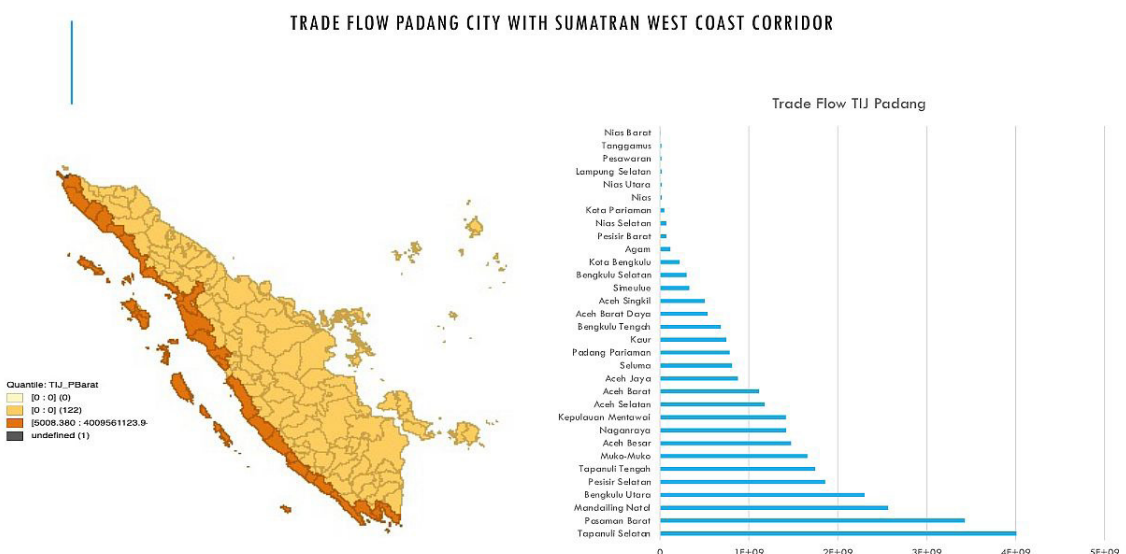 TRADE FLOW PADANG CITY WITH SUMATRAN WEST COAST CORRIDOR
Quantile: TIJ_PBarat
[0 : 0] (0)
[0 : 0] (122)
[5008.380 : 4009561123.9
undefined (1)
Trade Flow TIJ Padang
Nias Barat
Tanggamus
Pesawaran
Lampung Selatan
Nias Utara
Nias
Kota Pariaman
Nias Selatan
Pesisir Barat
Agam
Kota Bengkulu
Bengkulu Selatan
Simeulue
Aceh Singkil
Aceh Barat Daya
Bengkulu Tengah
Kaur
Padang Pariaman
Seluma
Aceh Jaya
Aceh Barat
Aceh Selatan
Kepulauan Mentawai
Naganraya
Aceh Besar
Muko-Muko
Tapanuli Tengah
Pesisir Selatan
Bengkulu Utara
Mandailing Natal
Pasaman Barat
Tapanuli Selatan
0 1E+09 2E+09 3E+09 4E+09 5E+09